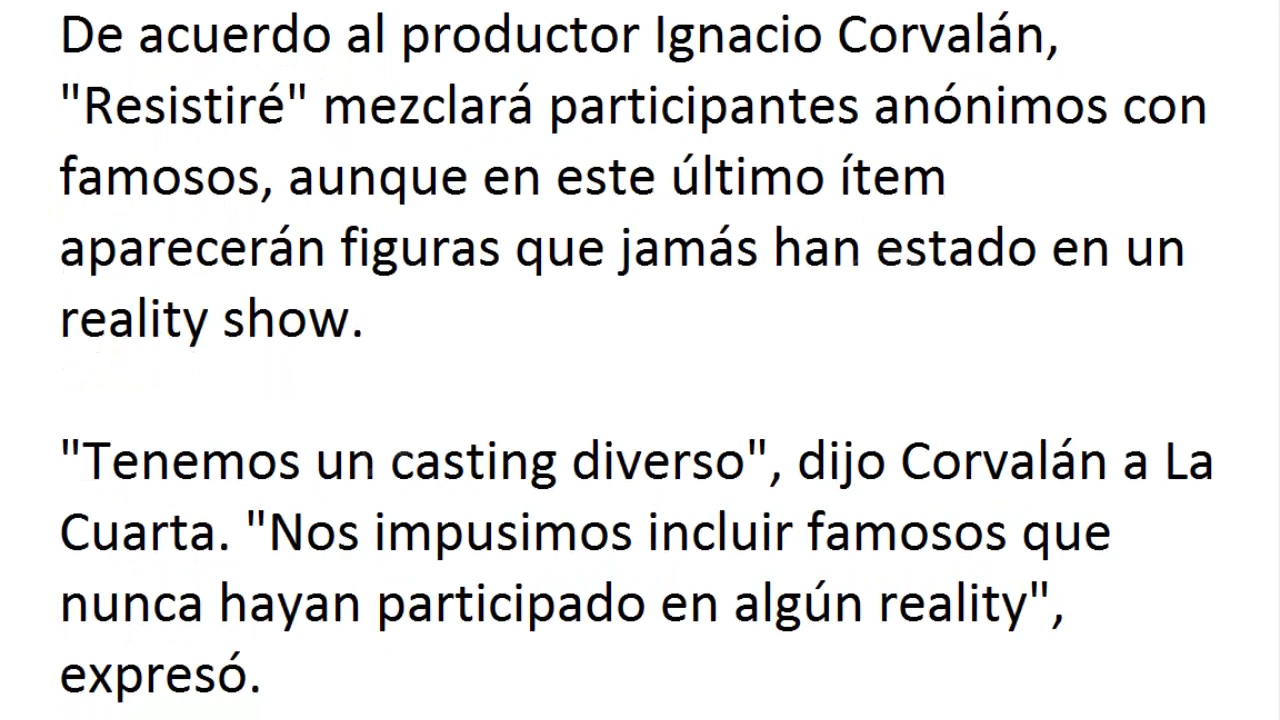 De acuerdo al productor Ignacio Corvalán,
"Resistiré" mezclará participantes anónimos con
famosos, aunque en este último ítem
aparecerán figuras que jamás han estado en un
reality show.
"Tenemos un casting diverso", dijo Corvalán a La
Cuarta. "Nos impusimos incluir famosos que
nunca hayan participado en algún reality",
expresó.